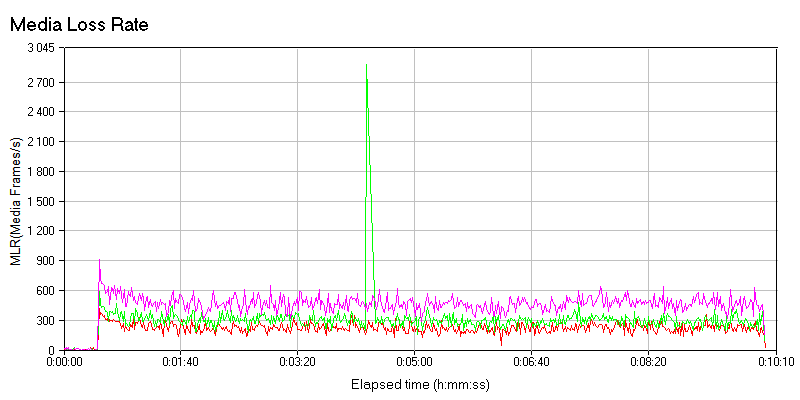 Media Loss Rate
3 045
2 700
2 400
2 100
1 800
1 500
1 200
900
600
300
0
MLR(Media Frames/s)
0:00:00 0:01:40 0:03:20 0:05:00 0:06:40 0:08:20 0:10:10
Elapsed time (h:mm:ss)